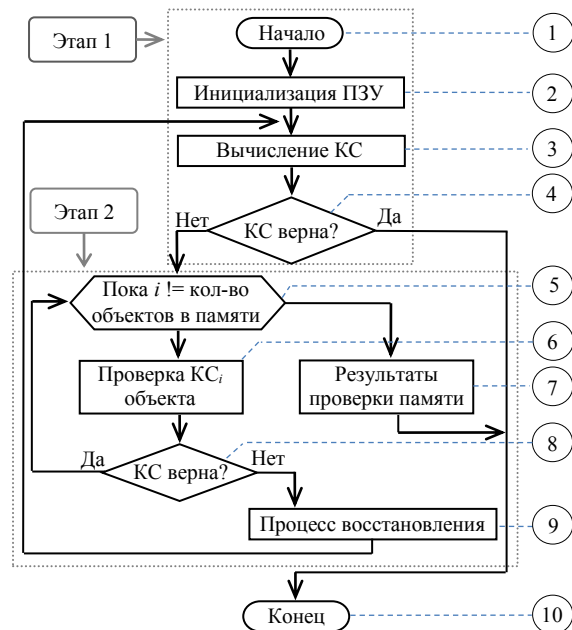 Этап 1
Начало
1
Инициализация ПЗУ
2
Вычисление КС
3
Этап 2
Нет
КС верна?
Да
4
Пока i != кол-во
объектов в памяти
5
Проверка КСi
объекта
6
Результаты
проверки памяти
7
Да
КС верна?
Нет
8
Процесс восстановления
9
Конец
10